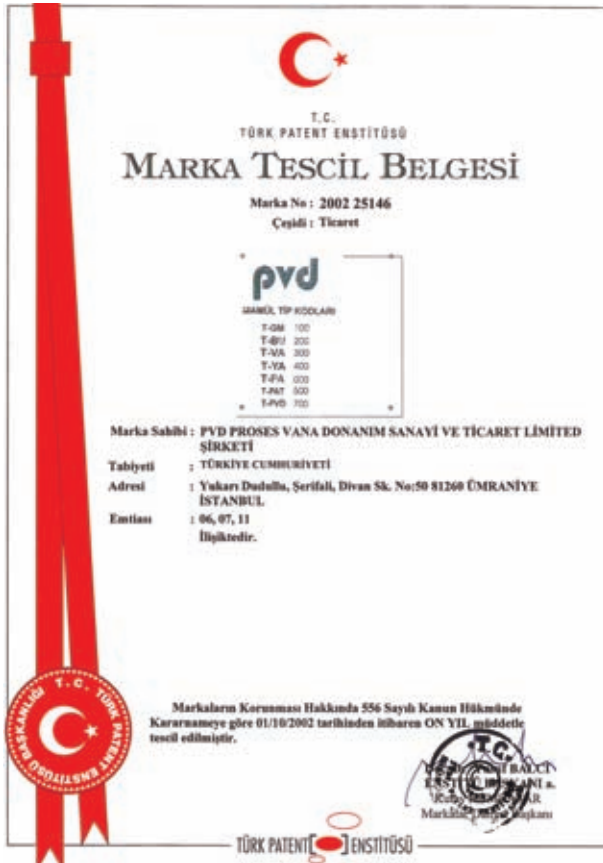 T.C.
TÜRK PATENT ENSTİTÜSÜ
MARKA TESCİL BELGESİ
Marka No : 2002 25146
Çeşidi : Ticaret
pvd
MAMÜL TİP KODLARI
T-GM 100
T-BU 200
T-VA 300
T-YA 400
T-PA
T-PAT 500
T-PVD 700
Marka Sahibi : PVD PROSES VANA DONANIM SANAYİ VE TİCARET LİMITED
ŞİRKETİ
Tabiyeti : TÜRKİYE CUMHURİYETİ
Adresi : Yukarı Dudullu, Şerifali, Divan Sk. No:50 81260 ÜMRANİYE
İSTANBUL
Emtiası : 06, 07, 11
İlişiktedir.
Markaların Korunması Hakkında 556 Sayılı Kanun Hükmünde
Kararnameye göre 01/10/2002 tarihinden itibaren ON YIL müddetle
tescil edilmiştir.
T.C. TÜRK PATENT ENSTİTÜSÜ BAŞKANLIĞI
T.C.
BALCI
a.
Başkanı
TÜRK PATENT ENSTİTÜSÜ